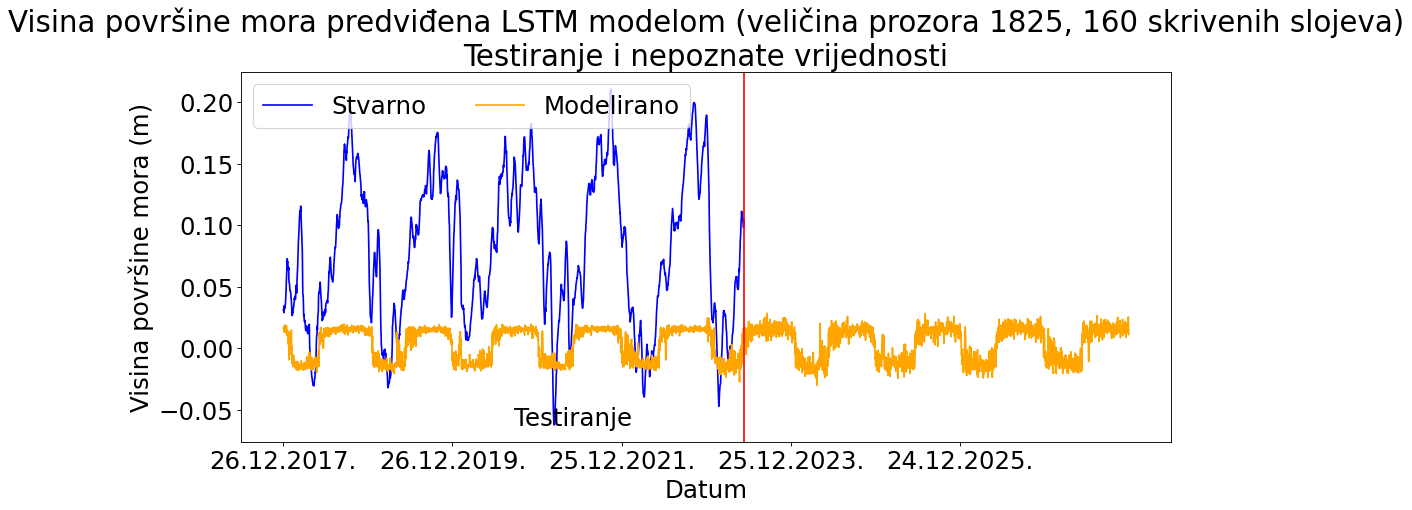 Visina površine mora predviđena LSTM modelom (veličina prozora 1825, 160 skrivenih slojeva)
Testiranje i nepoznate vrijednosti
Stvarno Modelirano
Visina površine mora (m)
0.20
0.15
0.10
0.05
0.00
−0.05
Testiranje
26.12.2017. 26.12.2019. 25.12.2021. 25.12.2023. 24.12.2025.
Datum